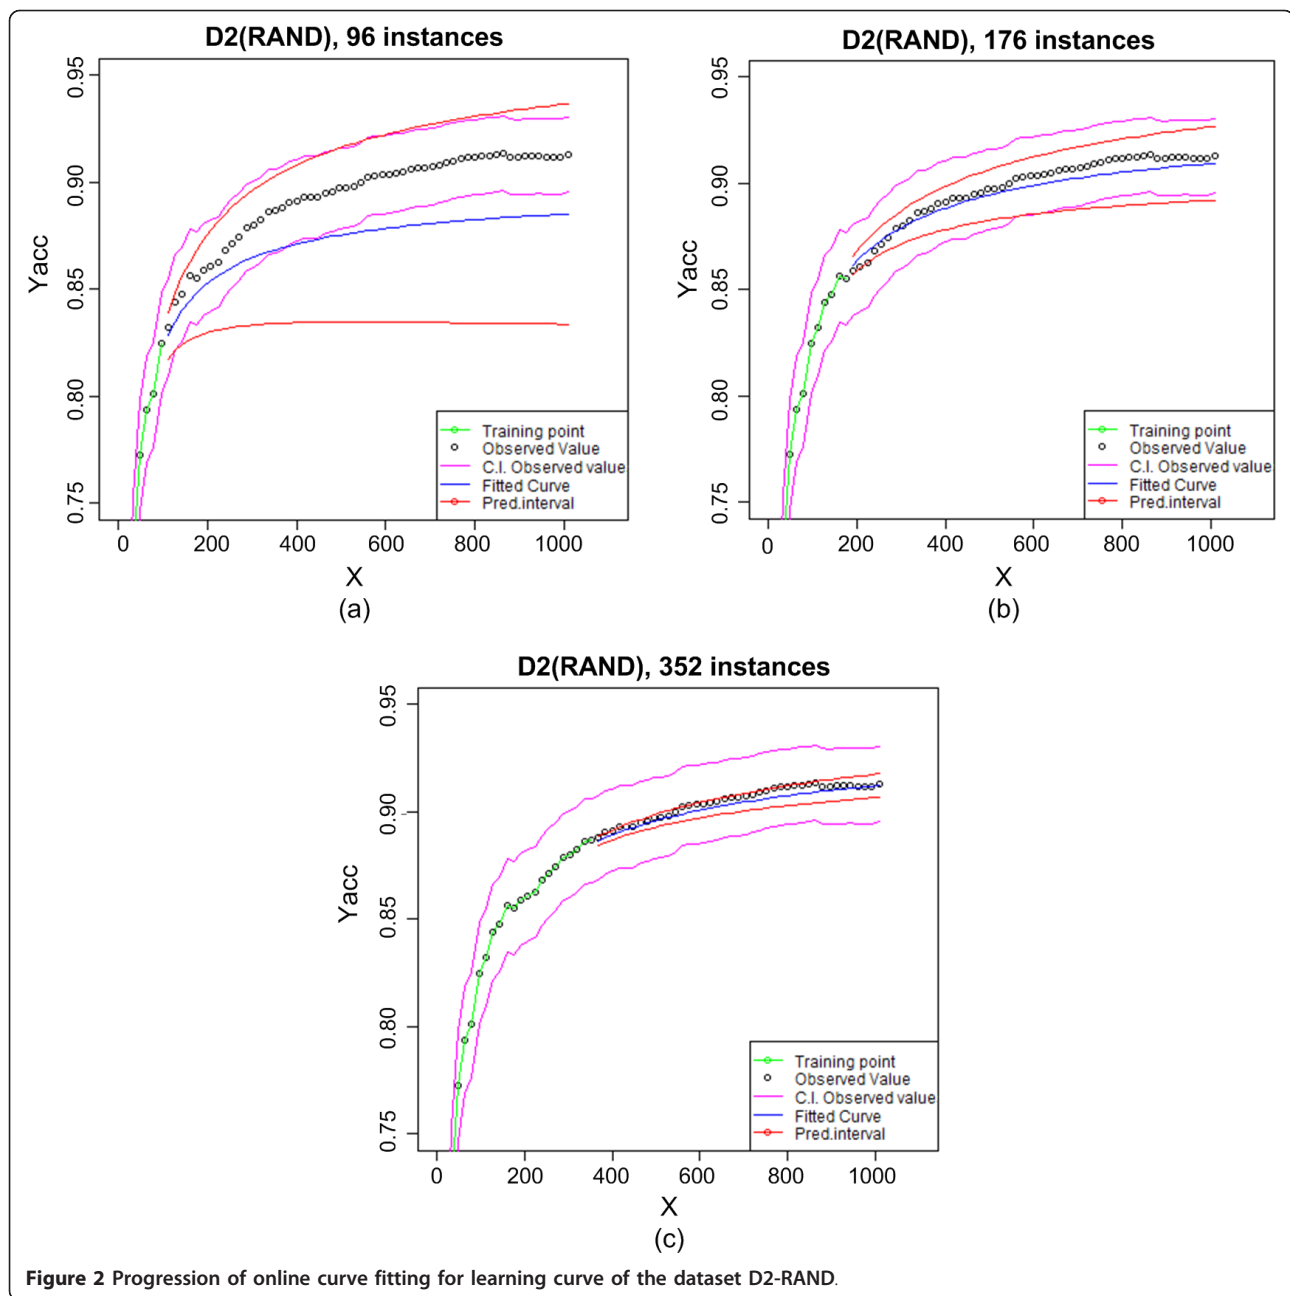 D2(RAND), 96 instances
0.95
0.90
0.85
0.80
0.75
Yacc
Training point
Observed Value
C.I. Observed value
Fitted Curve
Pred.interval
0 200 400 600 800 1000
X
(a)
D2(RAND), 176 instances
0.95
0.90
0.85
0.80
0.75
Yacc
Training point
Observed Value
C.I. Observed value
Fitted Curve
Pred.interval
0 200 400 600 800 1000
X
(b)
D2(RAND), 352 instances
0.95
0.90
0.85
0.80
0.75
Yacc
Training point
Observed Value
C.I. Observed value
Fitted Curve
Pred.interval
0 200 400 600 800 1000
X
(c)
Figure 2 Progression of online curve fitting for learning curve of the dataset D2-RAND.